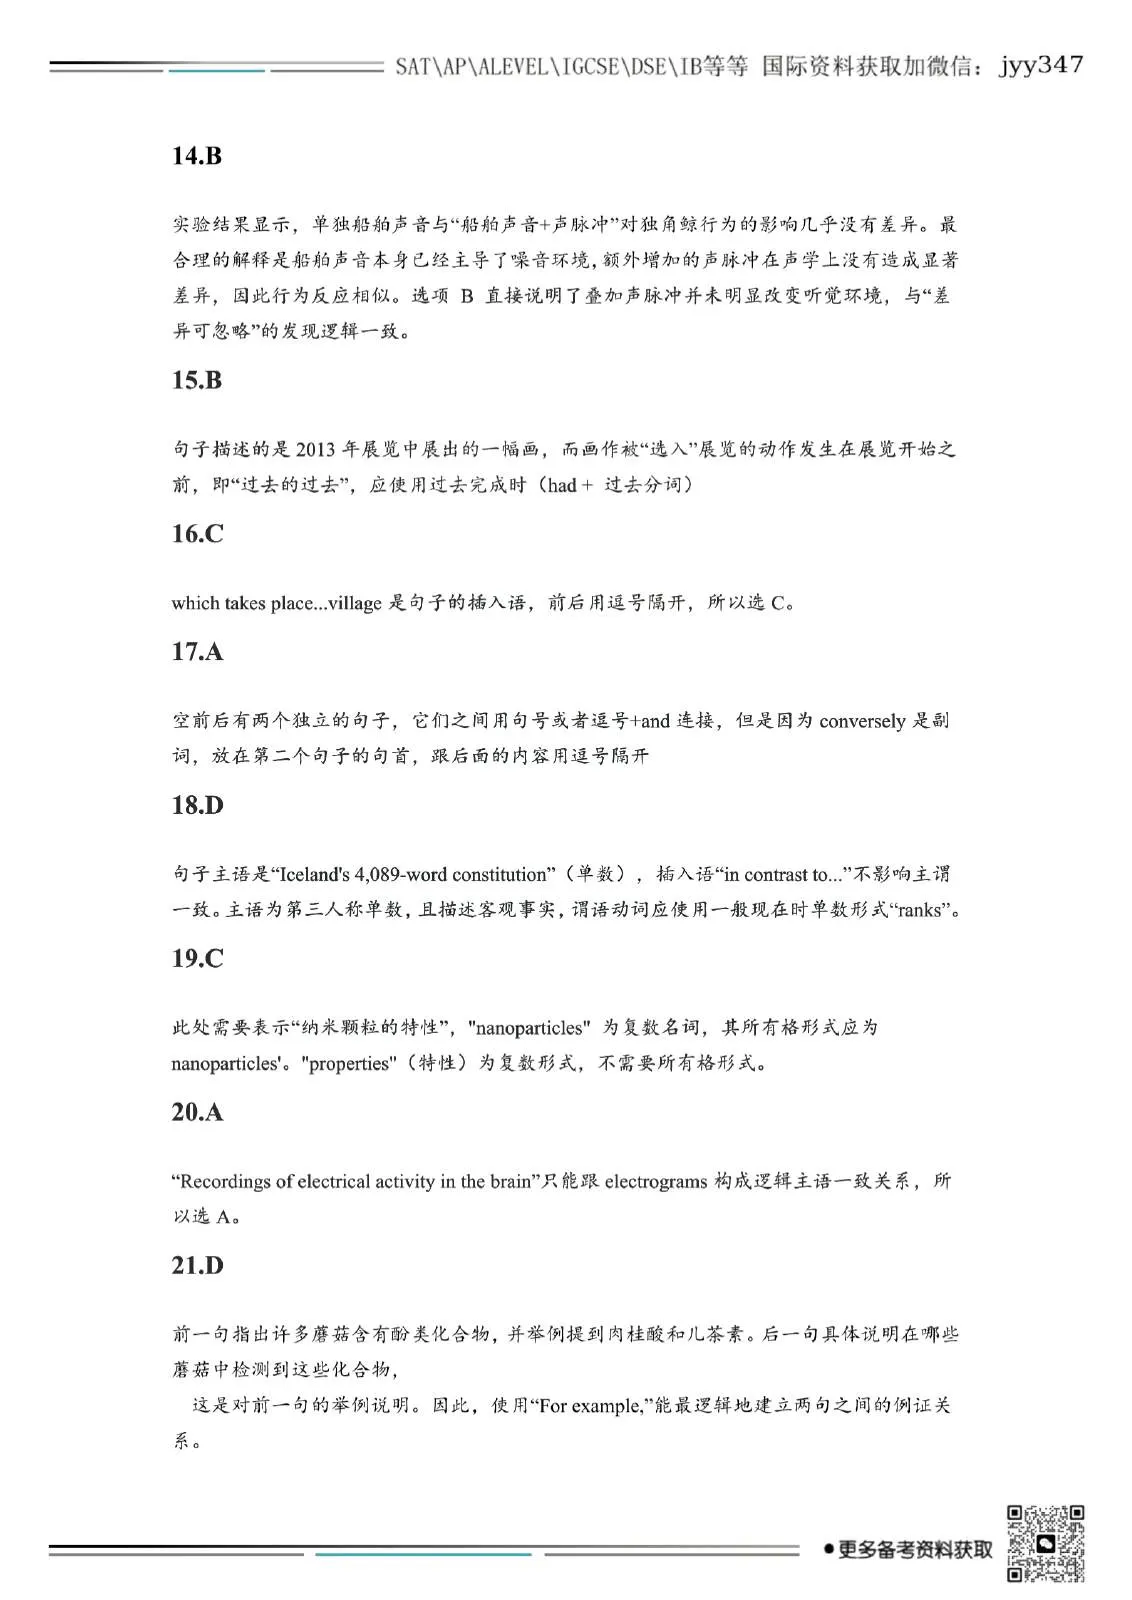 SAT\AP\ALEVEL\IGCSE\DSE\IB等等 国际资料获取加微信：jyy347
14.B
实验结果显示，单独船舶声音与“船舶声音+声脉冲”对独角鲸行为的影响几乎没有差异。最
合理的解释是船舶声音本身已经主导了噪音环境，额外增加的声脉冲在声学上没有造成显著
差异，因此行为反应相似。选项 B 直接说明了叠加声脉冲并未明显改变听觉环境，与“差
异可忽略”的发现逻辑一致。
15.B
句子描述的是 2013 年展览中展出的一幅画，而画作被“选入”展览的动作发生在展览开始之
前，即“过去的过去”，应使用过去完成时（had + 过去分词）
16.C
which takes place...village 是句子的插入语，前后用逗号隔开，所以选 C。
17.A
空前后有两个独立的句子，它们之间用句号或者逗号+and 连接，但是因为 conversely 是副
词，放在第二个句子的句首，跟后面的内容用逗号隔开
18.D
句子主语是“Iceland's 4,089-word constitution”（单数），插入语“in contrast to...”不影响主谓
一致。主语为第三人称单数，且描述客观事实，谓语动词应使用一般现在时单数形式“ranks”。
19.C
此处需要表示“纳米颗粒的特性”，"nanoparticles" 为复数名词，其所有格形式应为
nanoparticles'。"properties"（特性）为复数形式，不需要所有格形式。
20.A
“Recordings of electrical activity in the brain”只能跟 electrograms 构成逻辑主语一致关系，所
以选 A。
21.D
前一句指出许多蘑菇含有酚类化合物，并举例提到肉桂酸和儿茶素。后一句具体说明在哪些
蘑菇中检测到这些化合物，
这是对前一句的举例说明。因此，使用“For example,”能最逻辑地建立两句之间的例证关
系。
●更多备考资料获取